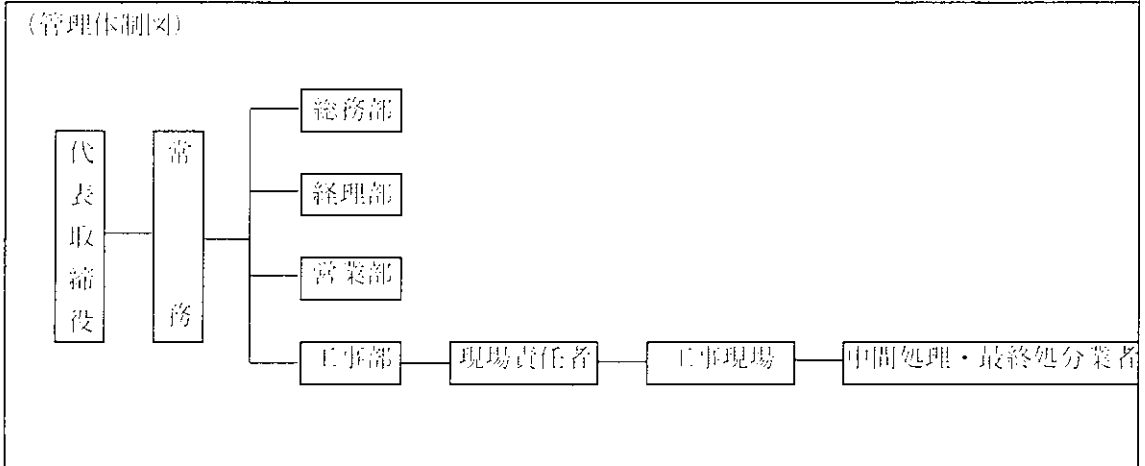 (管理体制図)
代表取締役
常務
総務部
経理部
営業部
工事部
現場責任者
工事現場
中間処理・最終処分業者